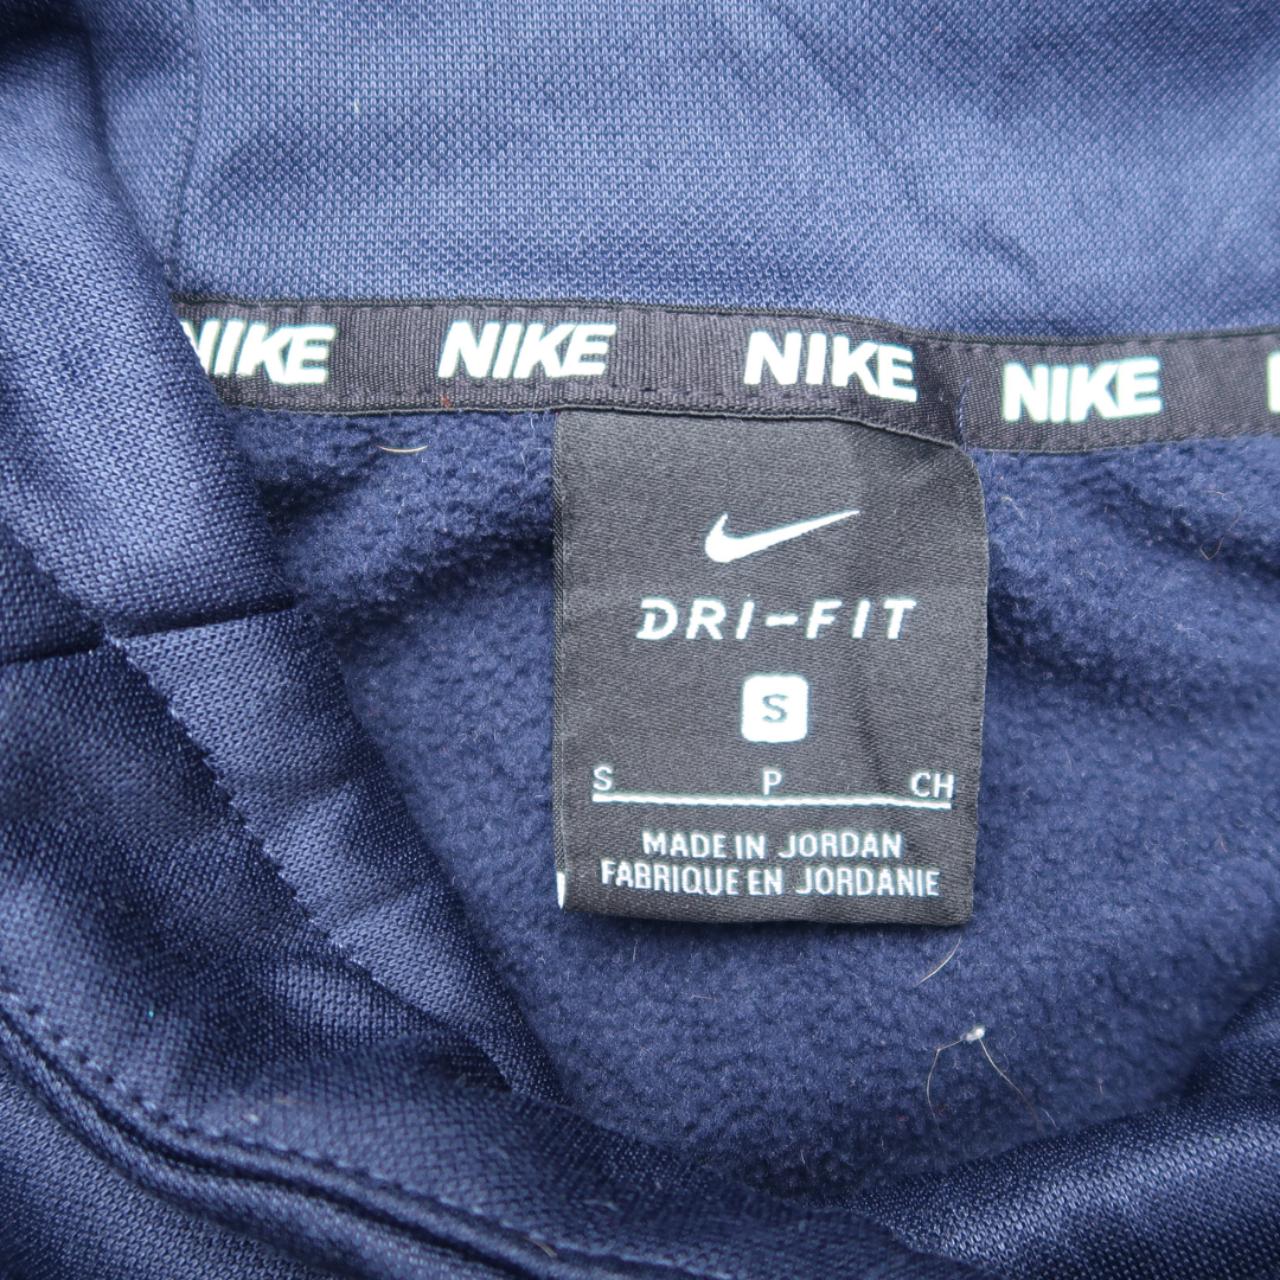 NIKE NIKE NIKE NIKE
DRI-FIT
S
S P CH
MADE IN JORDAN
FABRIQUE EN JORDANIE